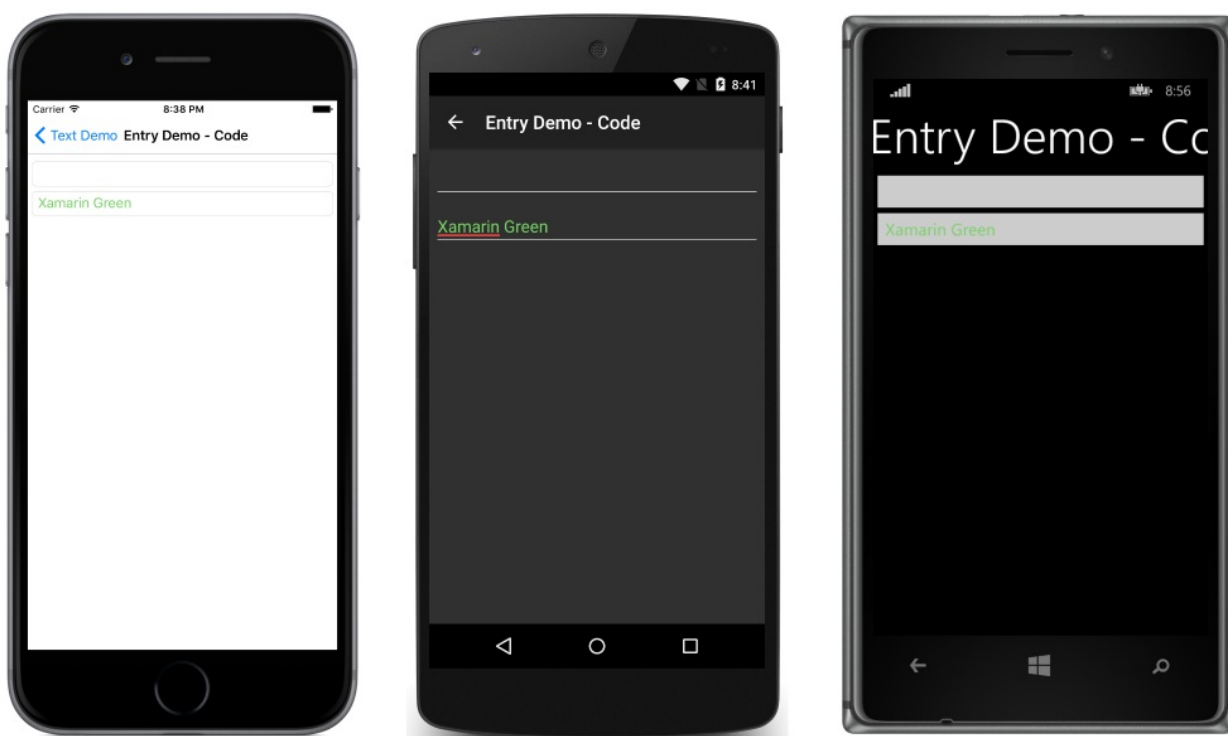 Carrier 8:38 PM
Text Demo Entry Demo - Code
Xamarin Green
8:41
Entry Demo - Code
Xamarin Green
8:56
Entry Demo - Cc
Xamarin Green